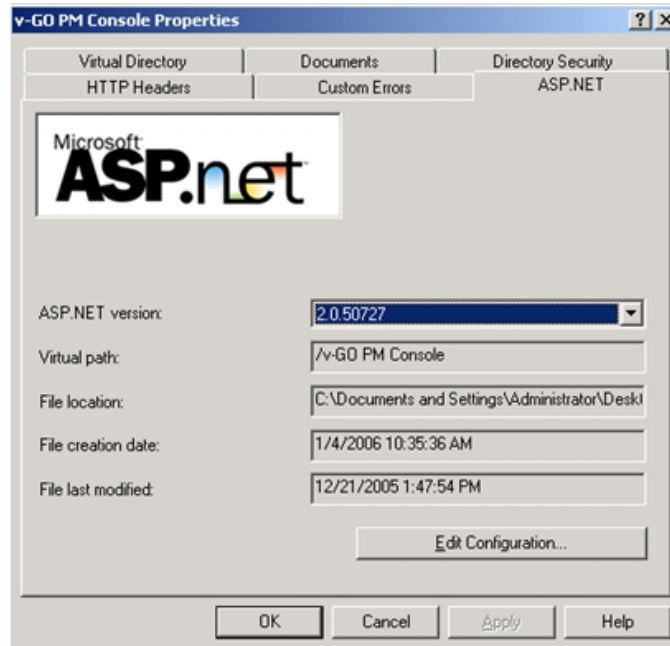 v-GO PM Console Properties
Virtual Directory Documents Directory Security
HTTP Headers Custom Errors ASP.NET
Microsoft
ASP.net
ASP.NET version: 2.0.50727
Virtual path: /v-GO PM Console
File location: C:\Documents and Settings\Administrator\Deskt
File creation date: 1/4/2006 10:35:36 AM
File last modified: 12/21/2005 1:47:54 PM
Edit Configuration...
OK Cancel Apply Help